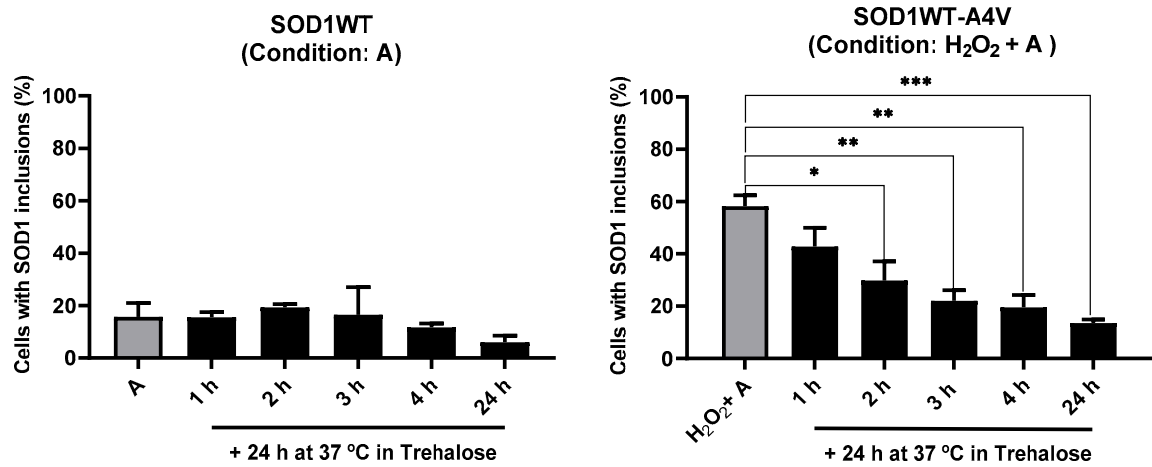 SOD1WT
(Condition: A)
Cells with SOD1 inclusions (%)
100
80
60
40
20
0
A
1 h
2 h
3 h
4 h
24 h
+ 24 h at 37 ºC in Trehalose
SOD1WT-A4V
(Condition: H₂O₂ + A )
Cells with SOD1 inclusions (%)
100
80
60
40
20
0
***
**
**
*
H₂O₂+ A
1 h
2 h
3 h
4 h
24 h
+ 24 h at 37 ºC in Trehalose